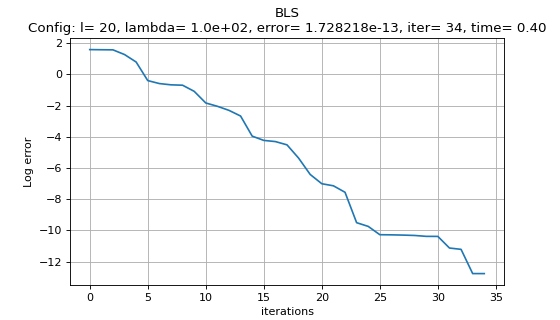 BLS
Config: l= 20, lambda= 1.0e+02, error= 1.728218e-13, iter= 34, time= 0.40
Log error
2
0
−2
−4
−6
−8
−10
−12
0 5 10 15 20 25 30 35
iterations